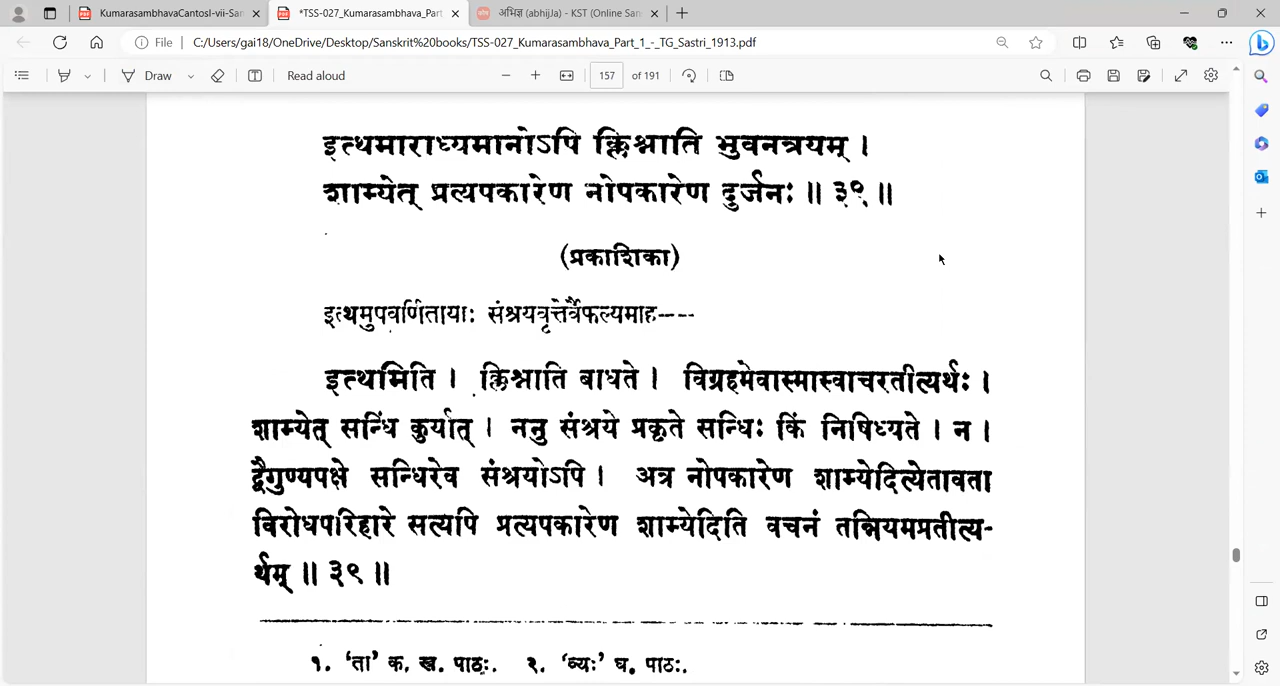 KumarasambhavaCantosI-vii-San
*TSS-027_Kumarasambhava_Part_
अभिज्ञ (abhijJa) - KST (Online San
File
C:/Users/gai18/OneDrive/Desktop/Sanskrit%20books/TSS-027_Kumarasambhava_Part_1_-_TG_Sastri_1913.pdf
Draw
Read aloud
157 of 191
इत्थमाराध्यमानोऽपि क्लिश्नाति भुवनत्रयम् ।
शाम्येत् प्रत्यपकारेण नोपकारेण दुर्जनः ॥ ३९ ॥
(प्रकाशिका)
इत्थमुपवर्णितायाः संश्रयवृत्तेर्वैफल्यमाह----
इत्थमिति । क्लिश्नाति बाधते । विग्रहमेवास्मास्वाचरतीत्यर्थः ।
शाम्येत् सन्धिं कुर्यात् । ननु संश्रये प्रकृते सन्धिः किं निषिध्यते । न ।
द्वैगुण्यपक्षे सन्धिरेव संश्रयोऽपि । अत्र नोपकारेण शाम्येदित्येतावता
विरोधपरिहारे सत्यपि प्रत्यपकारेण शाम्येदिति वचनं तन्नियमप्रतीत्य-
र्थम् ॥ ३९ ॥
१. 'ता' क. ख. पाठः. २. 'व्यः' घ. पाठः.